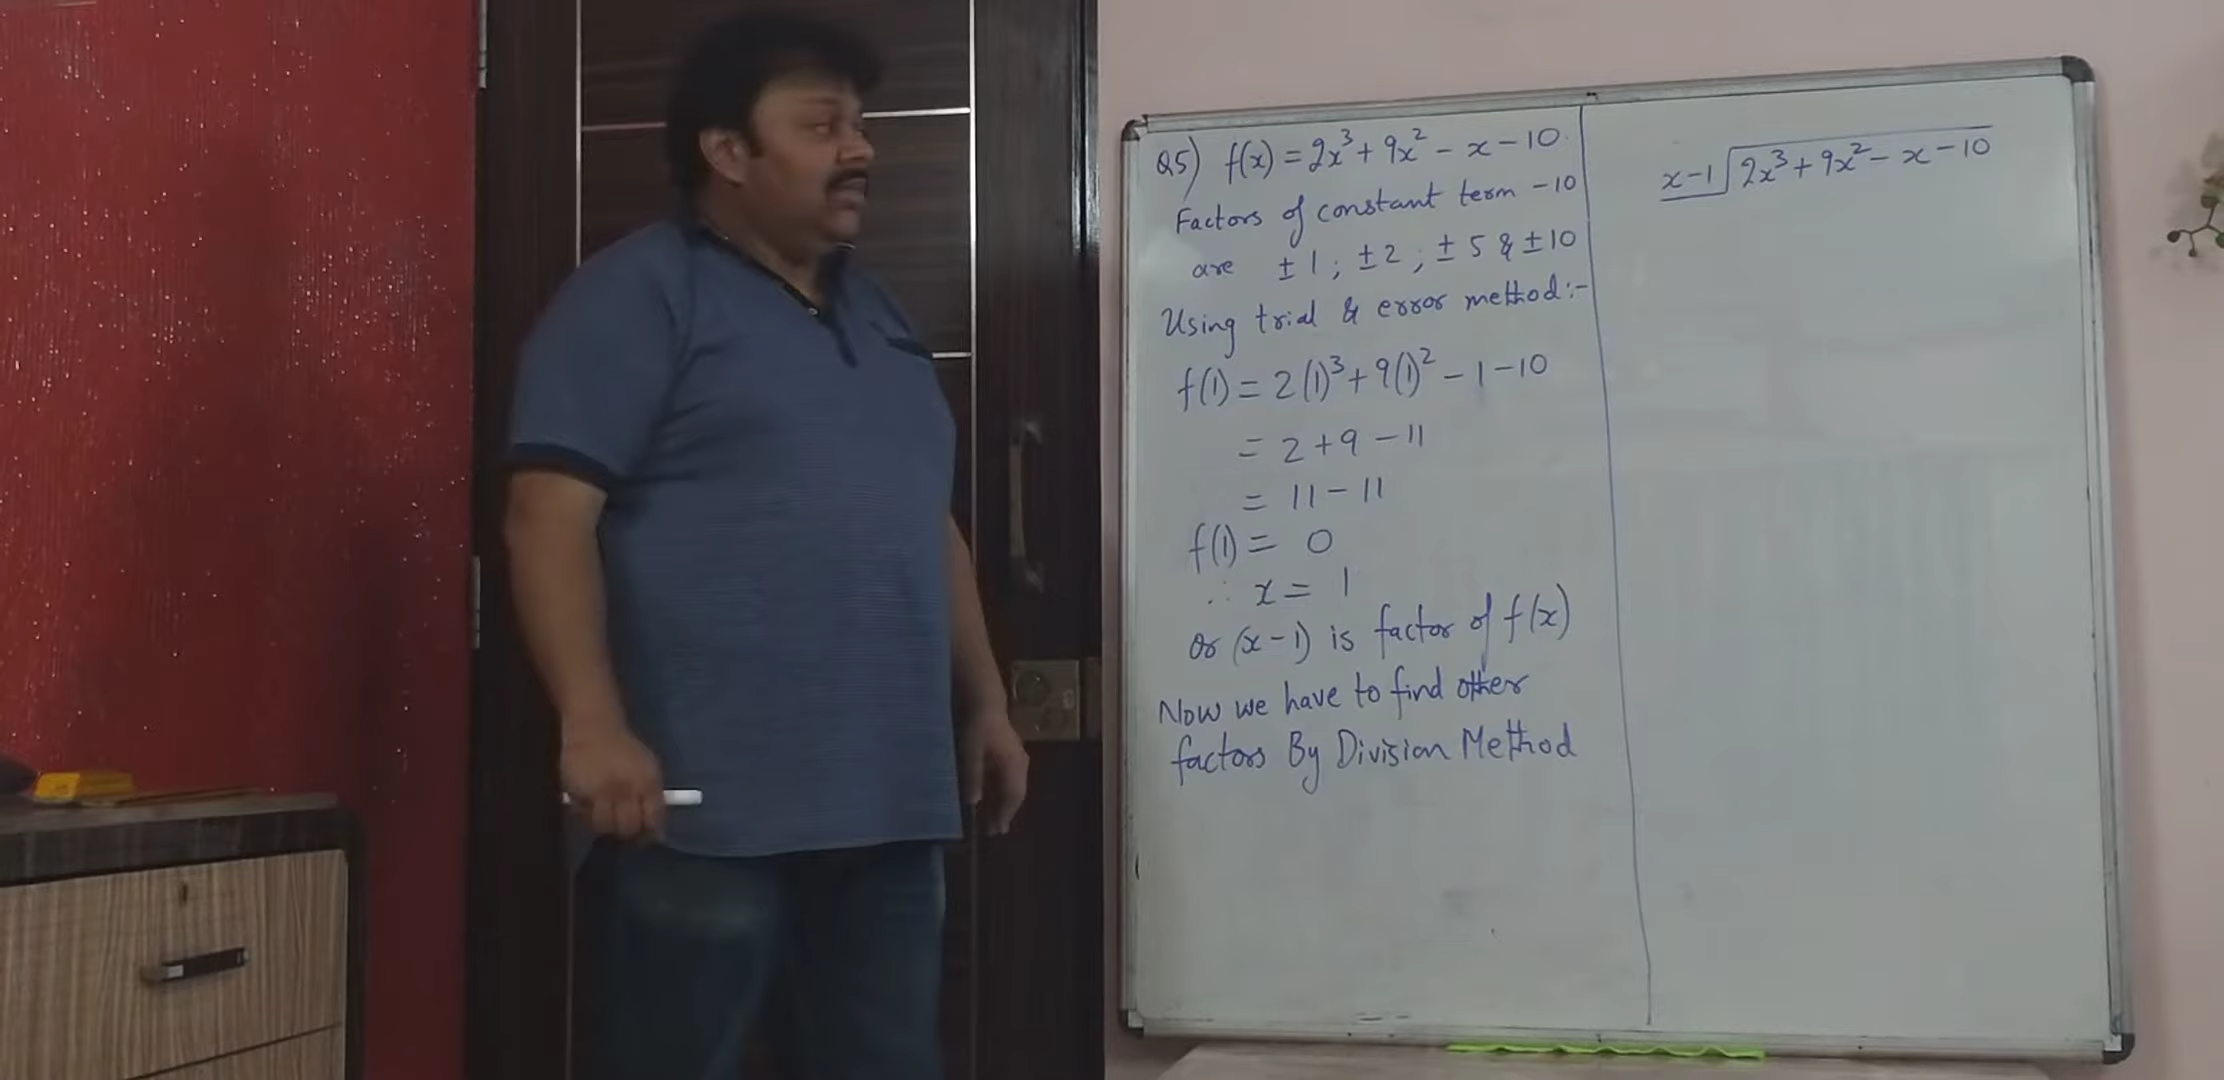 Q5) f(x) = 2x³ + 9x² - x - 10
Factors of constant term -10
are ± 1 ; ± 2 ; ± 5 & ± 10
Using trial & error method:-
f(1) = 2(1)³ + 9(1)² - 1 - 10
= 2 + 9 - 11
= 11 - 11
f(1) = 0
∴ x = 1
or (x - 1) is factor of f(x)
Now we have to find other
factors By Division Method
x-1 ) 2x³ + 9x² - x - 10